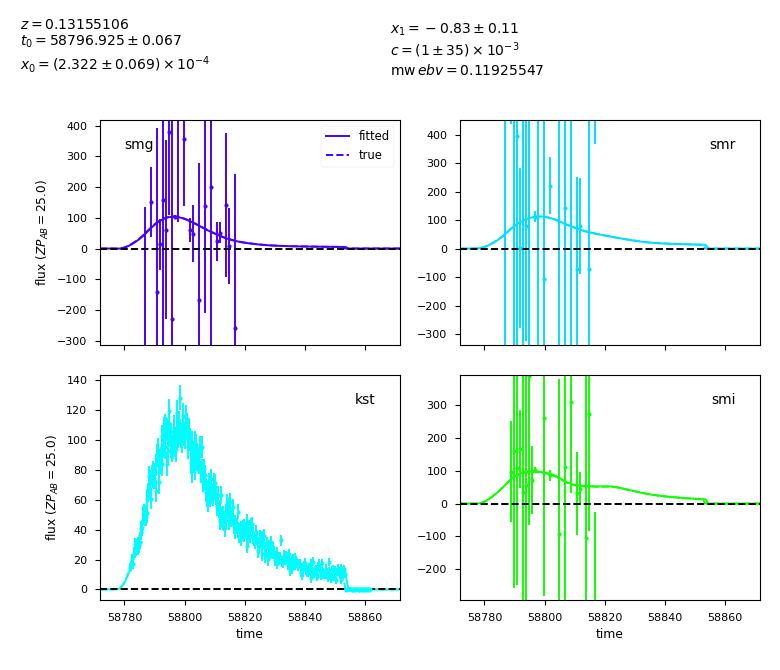 z = 0.13155106
t₀ = 58796.925 ± 0.067
x₀ = (2.322 ± 0.069) × 10⁻⁴
x₁ = −0.83 ± 0.11
c = (1 ± 35) × 10⁻³
mw ebv = 0.11925547
smg
fitted
true
400
300
200
100
0
−100
−200
−300
flux (ZP_AB = 25.0)
smr
400
300
200
100
0
−100
−200
−300
kst
140
120
100
80
60
40
20
0
flux (ZP_AB = 25.0)
58780 58800 58820 58840 58860
time
smi
300
200
100
0
−100
−200
58780 58800 58820 58840 58860
time